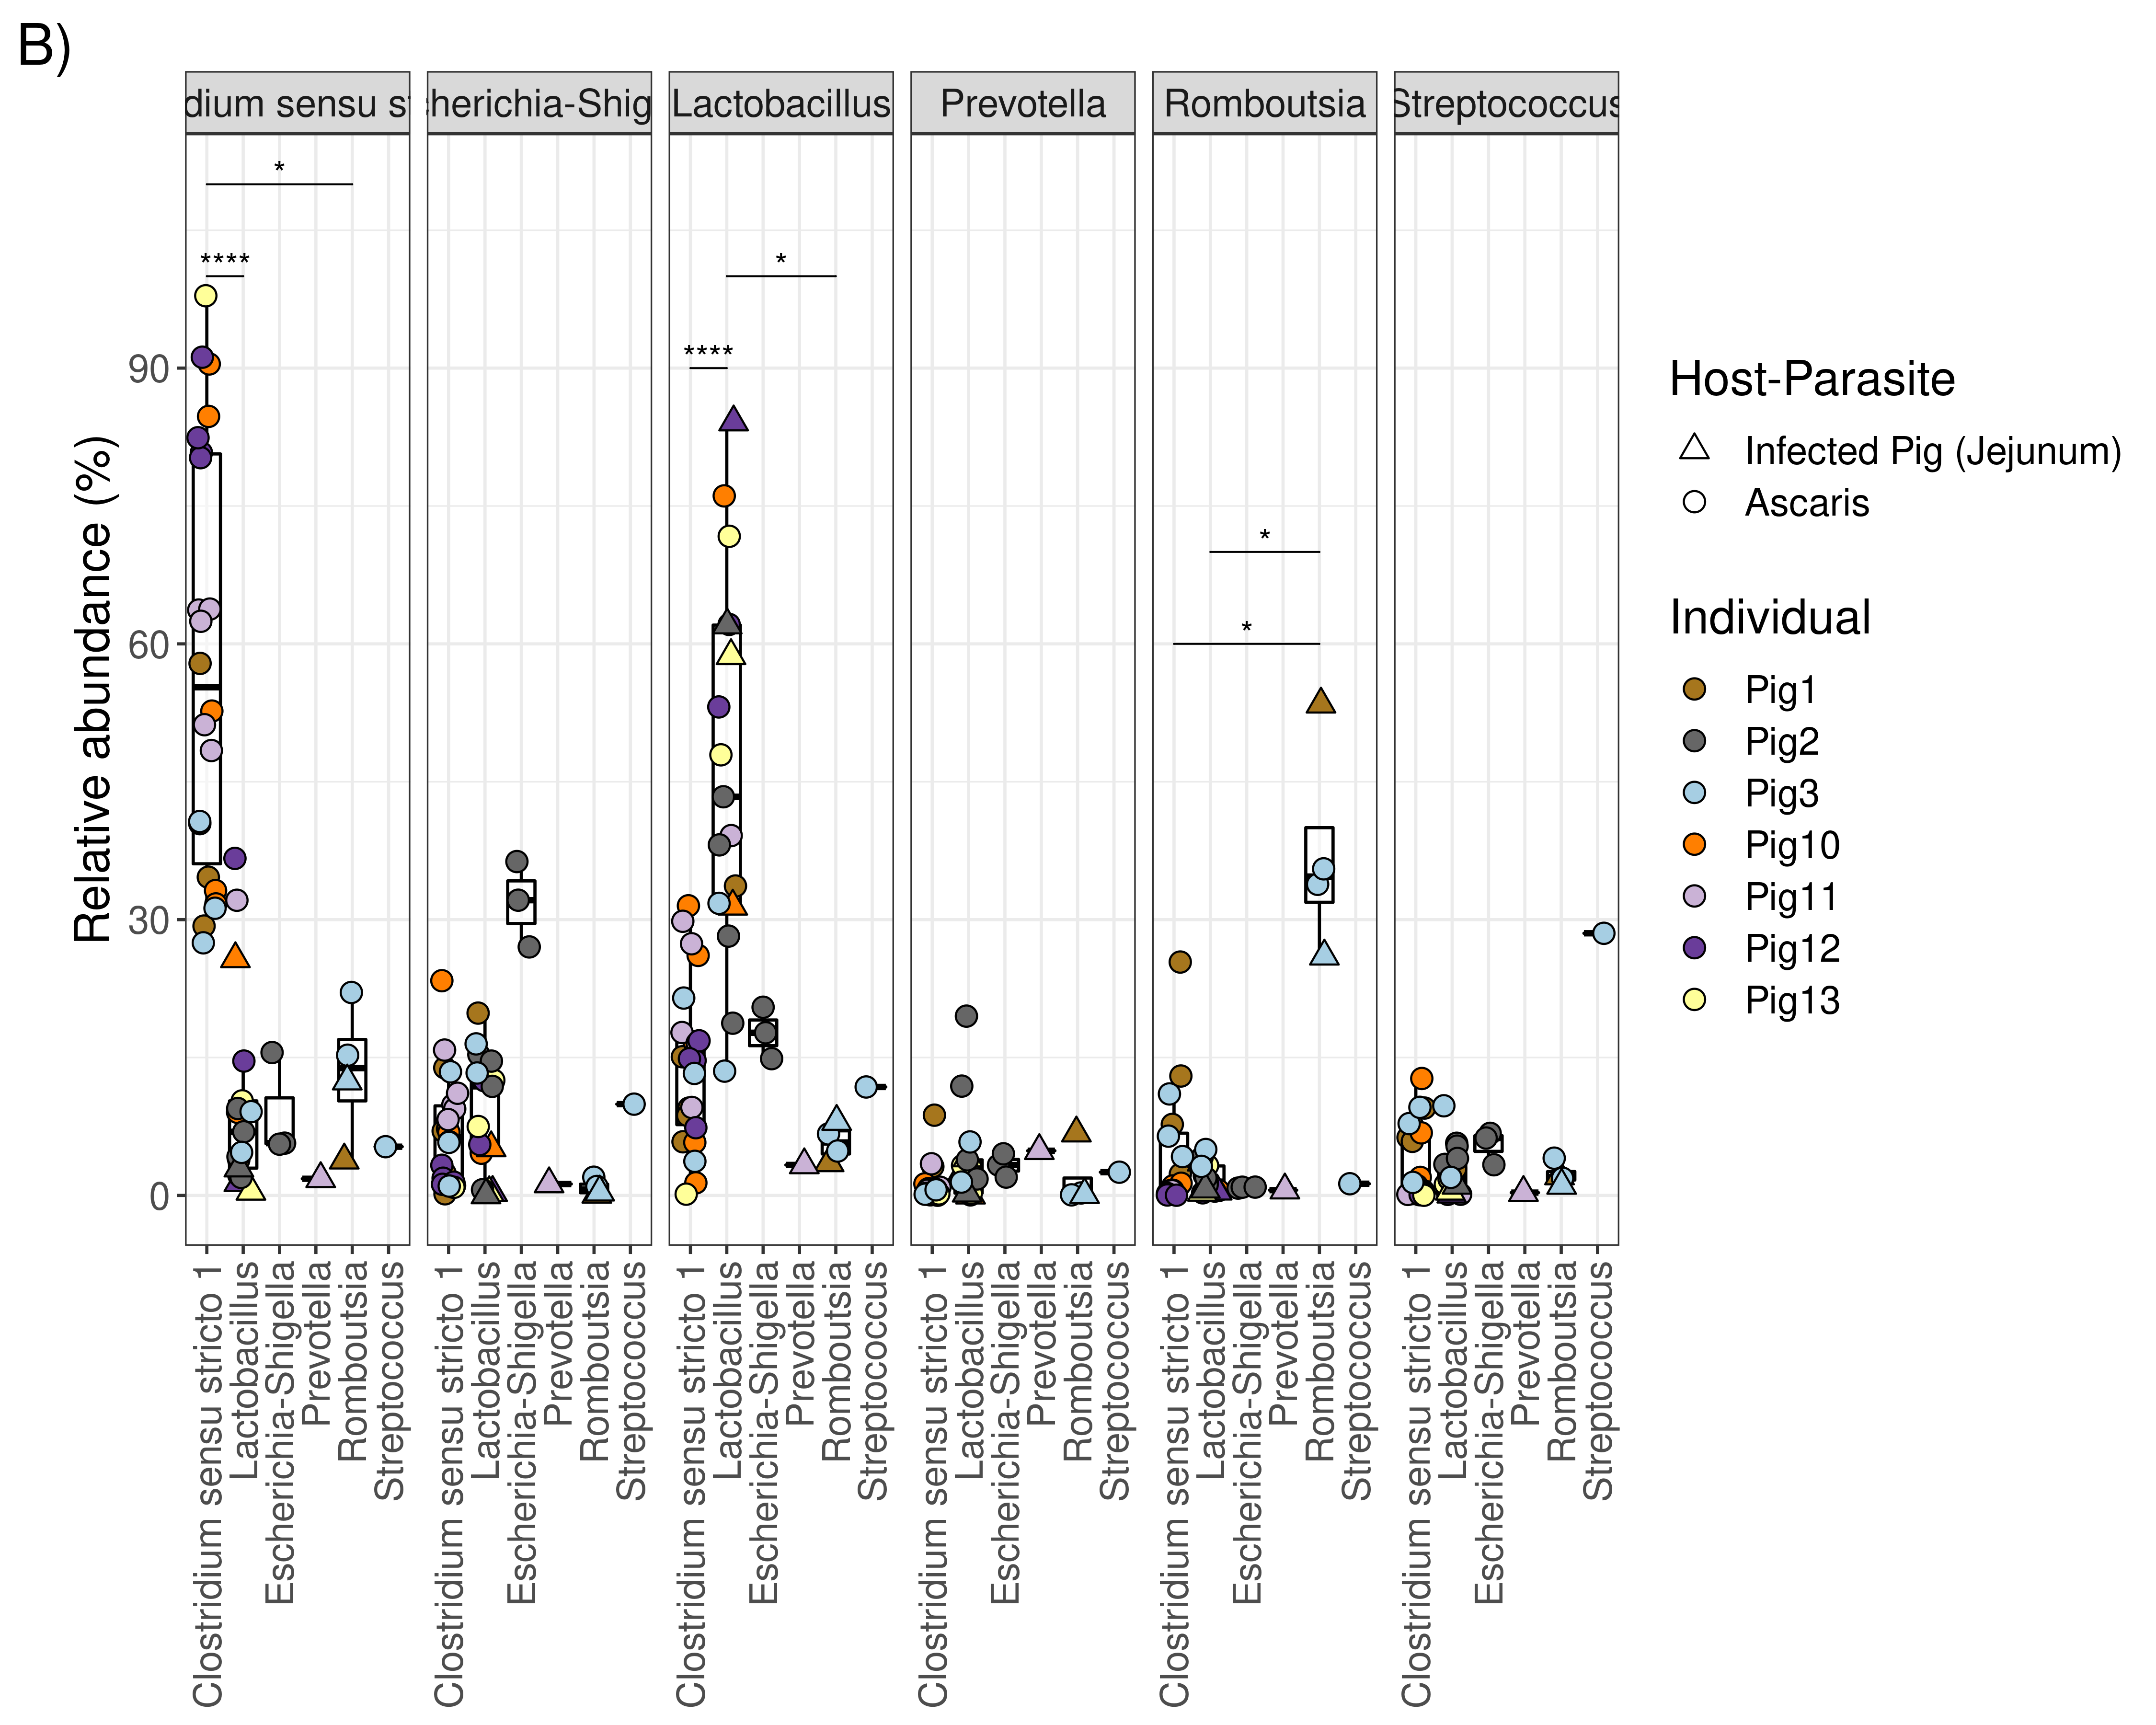 B)
dium sensu st
cherichia-Shig
Lactobacillus
Prevotella
Romboutsia
Streptococcus
*
****
*
****
*
*
Relative abundance (%)
90
60
30
0
Clostridium sensu stricto 1
Lactobacillus
Escherichia-Shigella
Prevotella
Romboutsia
Streptococcus
Clostridium sensu stricto 1
Lactobacillus
Escherichia-Shigella
Prevotella
Romboutsia
Streptococcus
Clostridium sensu stricto 1
Lactobacillus
Escherichia-Shigella
Prevotella
Romboutsia
Streptococcus
Clostridium sensu stricto 1
Lactobacillus
Escherichia-Shigella
Prevotella
Romboutsia
Streptococcus
Clostridium sensu stricto 1
Lactobacillus
Escherichia-Shigella
Prevotella
Romboutsia
Streptococcus
Clostridium sensu stricto 1
Lactobacillus
Escherichia-Shigella
Prevotella
Romboutsia
Streptococcus
Host-Parasite
Infected Pig (Jejunum)
Ascaris
Individual
Pig1
Pig2
Pig3
Pig10
Pig11
Pig12
Pig13